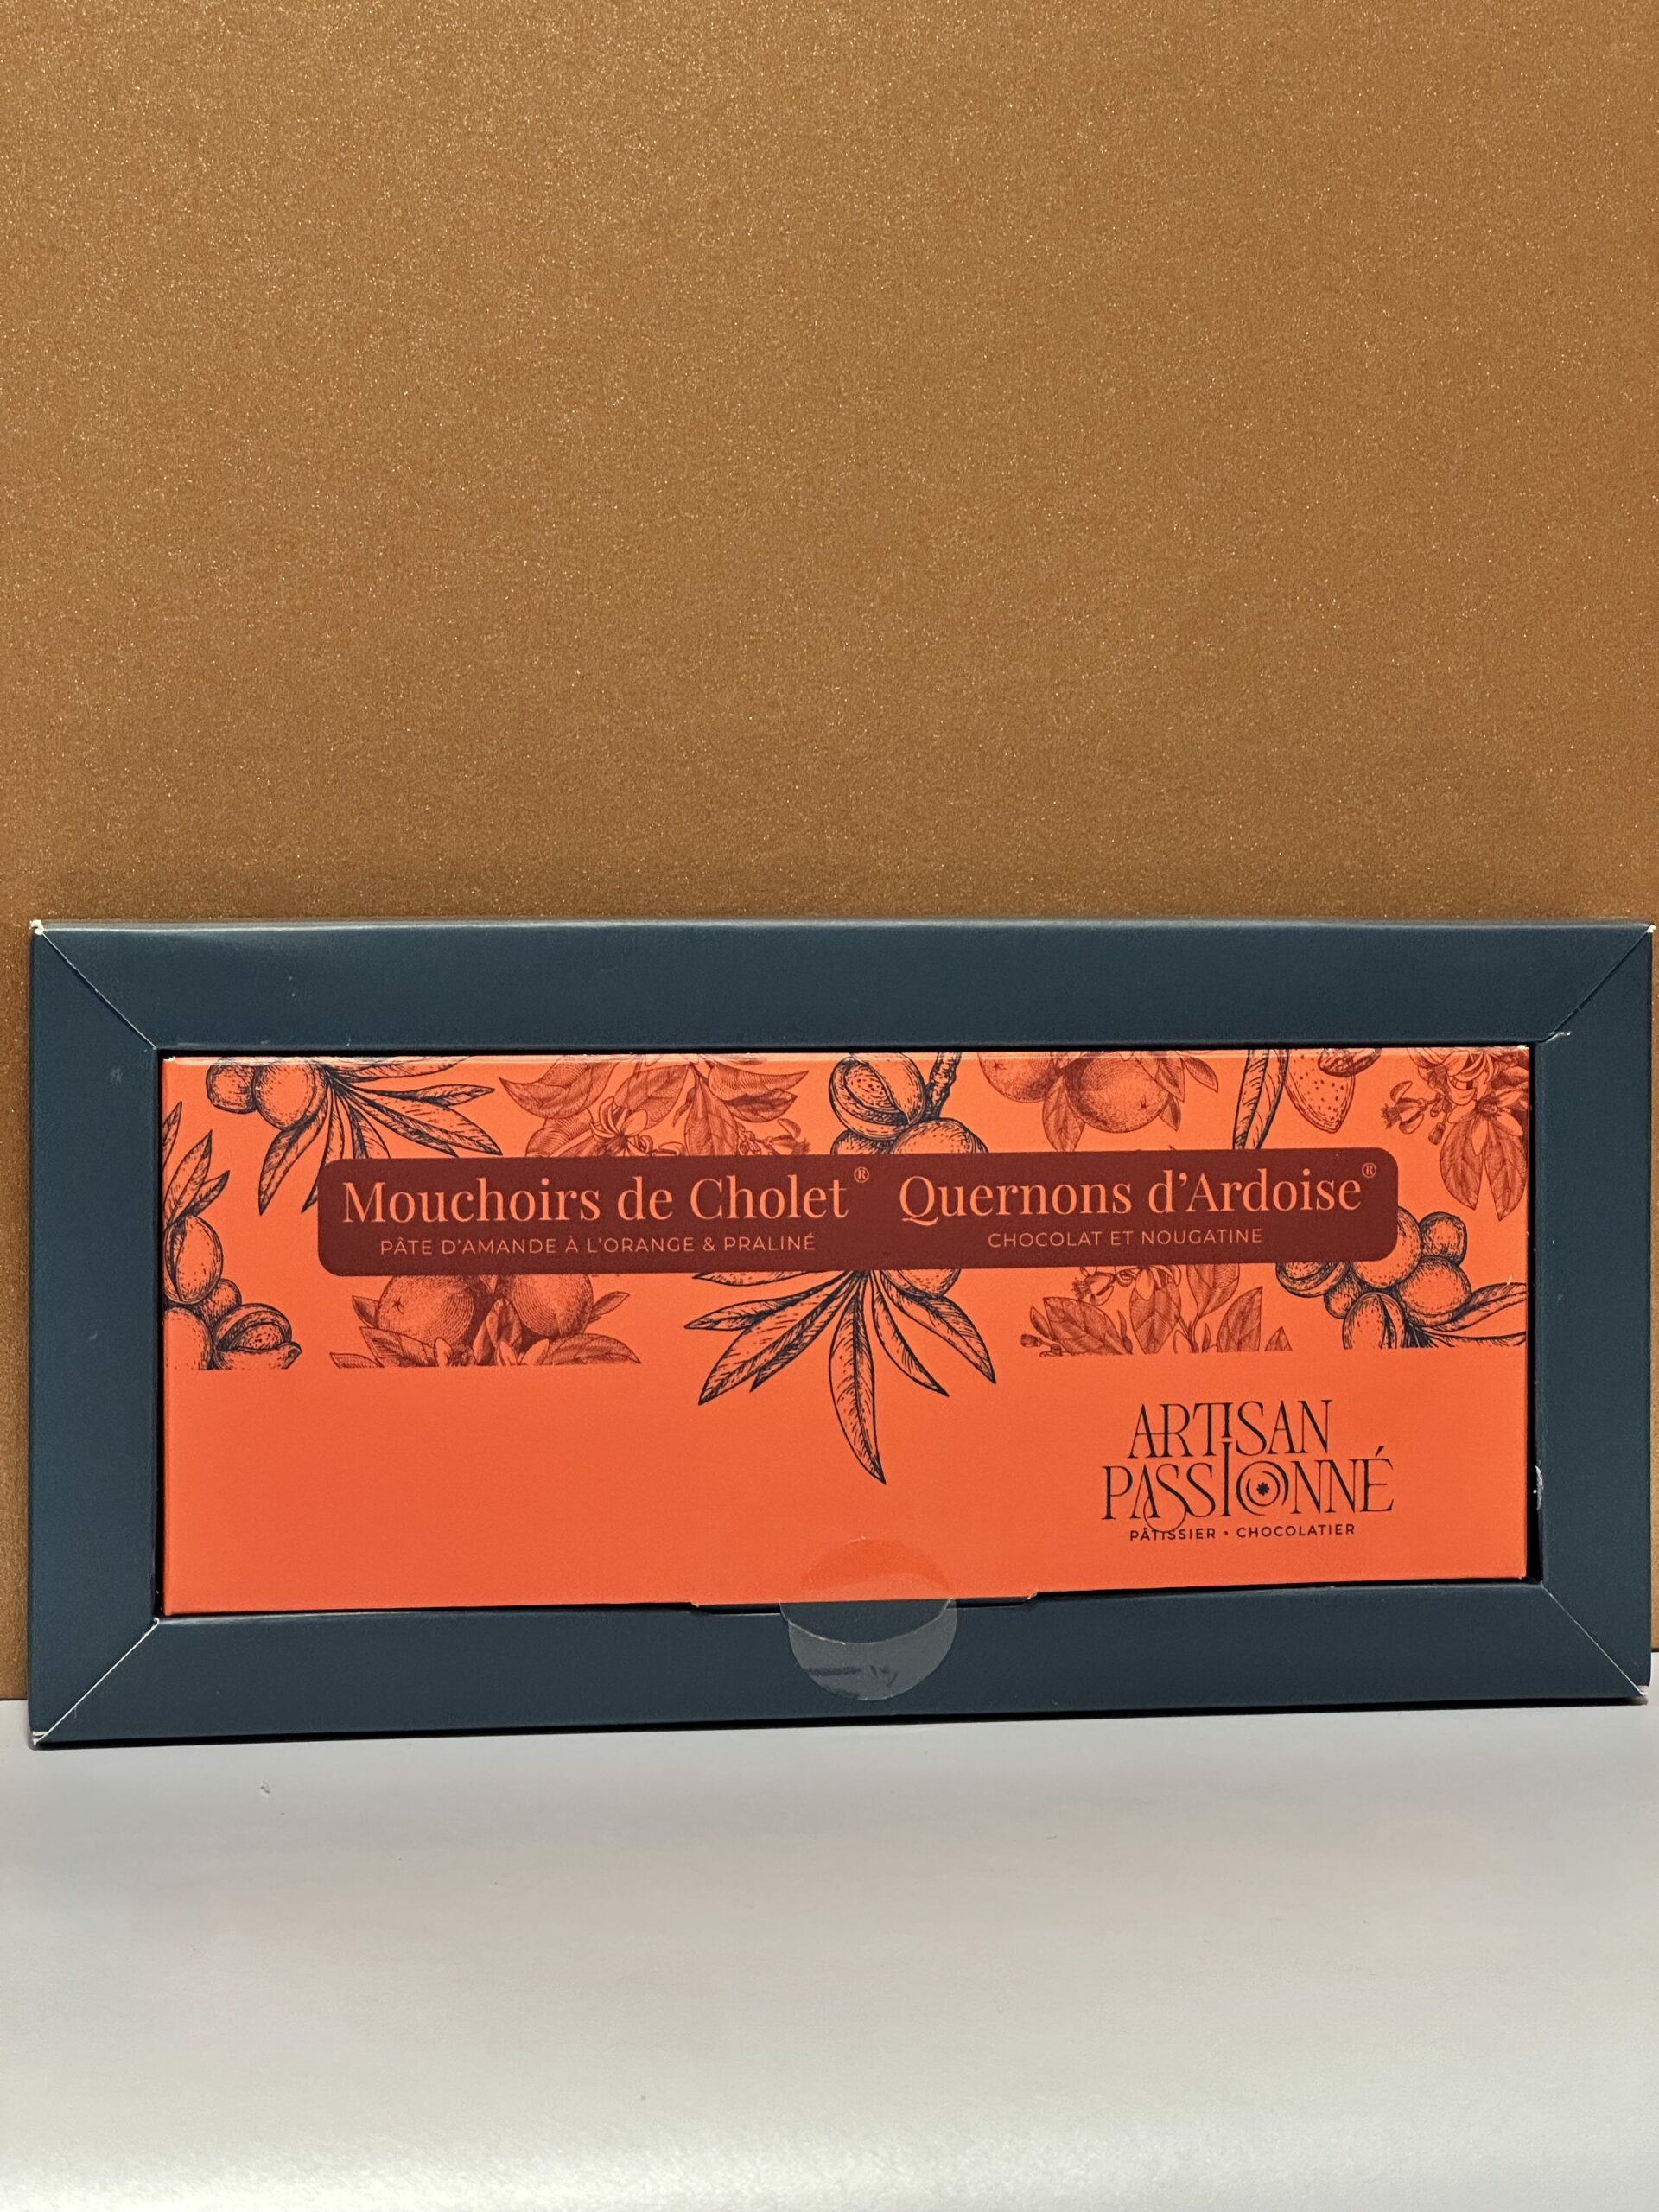 Mouchoirs de Cholet®
PÂTE D'AMANDE À L'ORANGE & PRALINÉ
Quernons d'Ardoise®
CHOCOLAT ET NOUGATINE
ARTISAN
PASSIONNÉ
PÂTISSIER • CHOCOLATIER